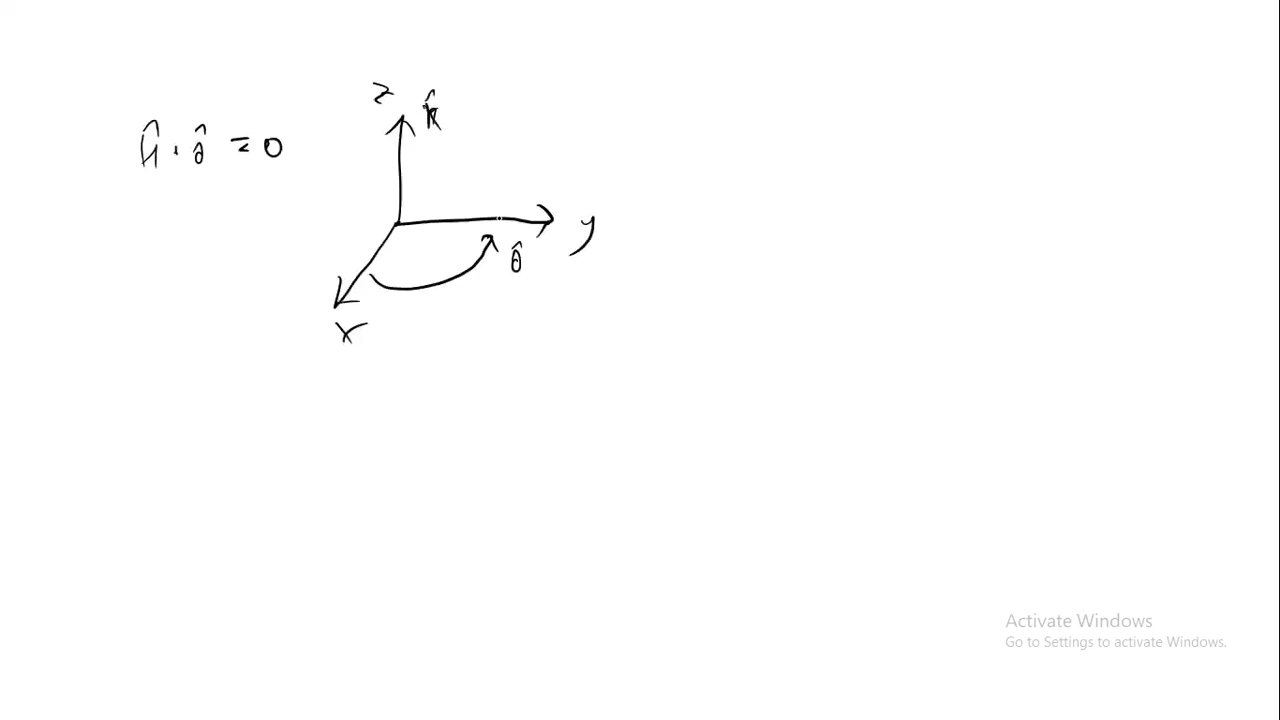 z
k̂
k̂ · θ̂ = 0
y
θ̂
x
Activate Windows
Go to Settings to activate Windows.